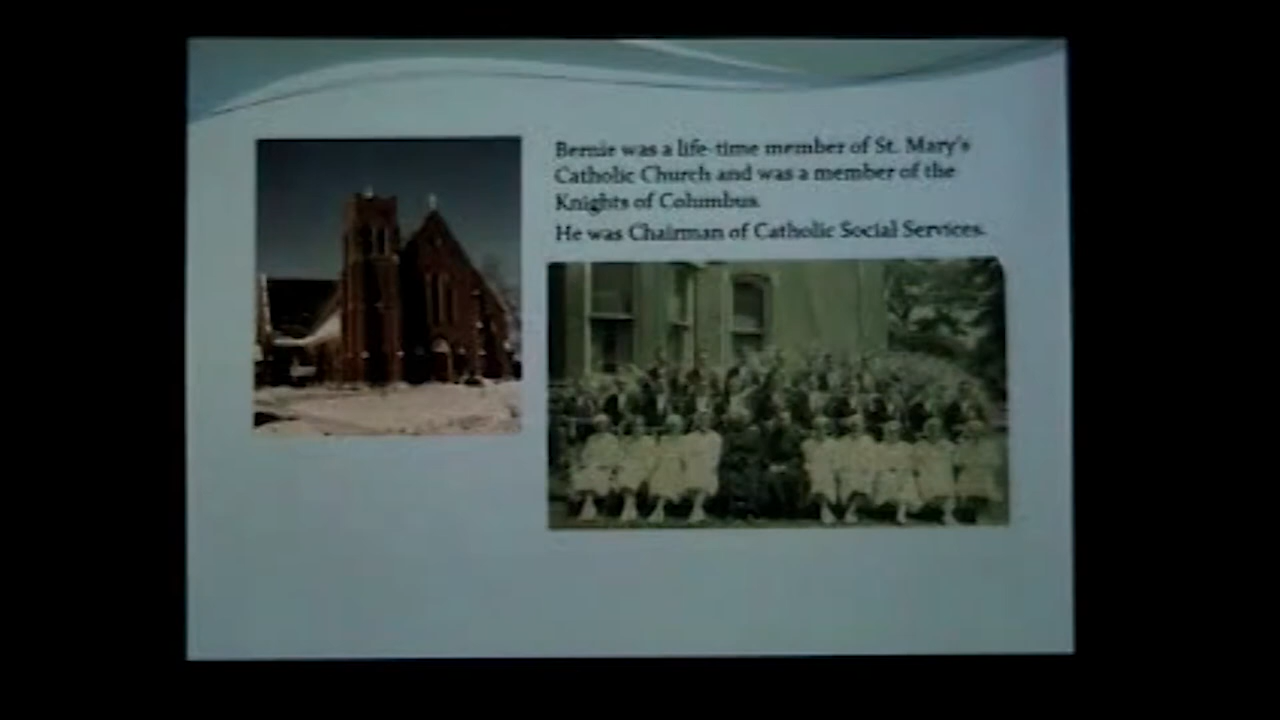 Bernie was a life-time member of St. Mary's
Catholic Church and was a member of the
Knights of Columbus.
He was Chairman of Catholic Social Services.